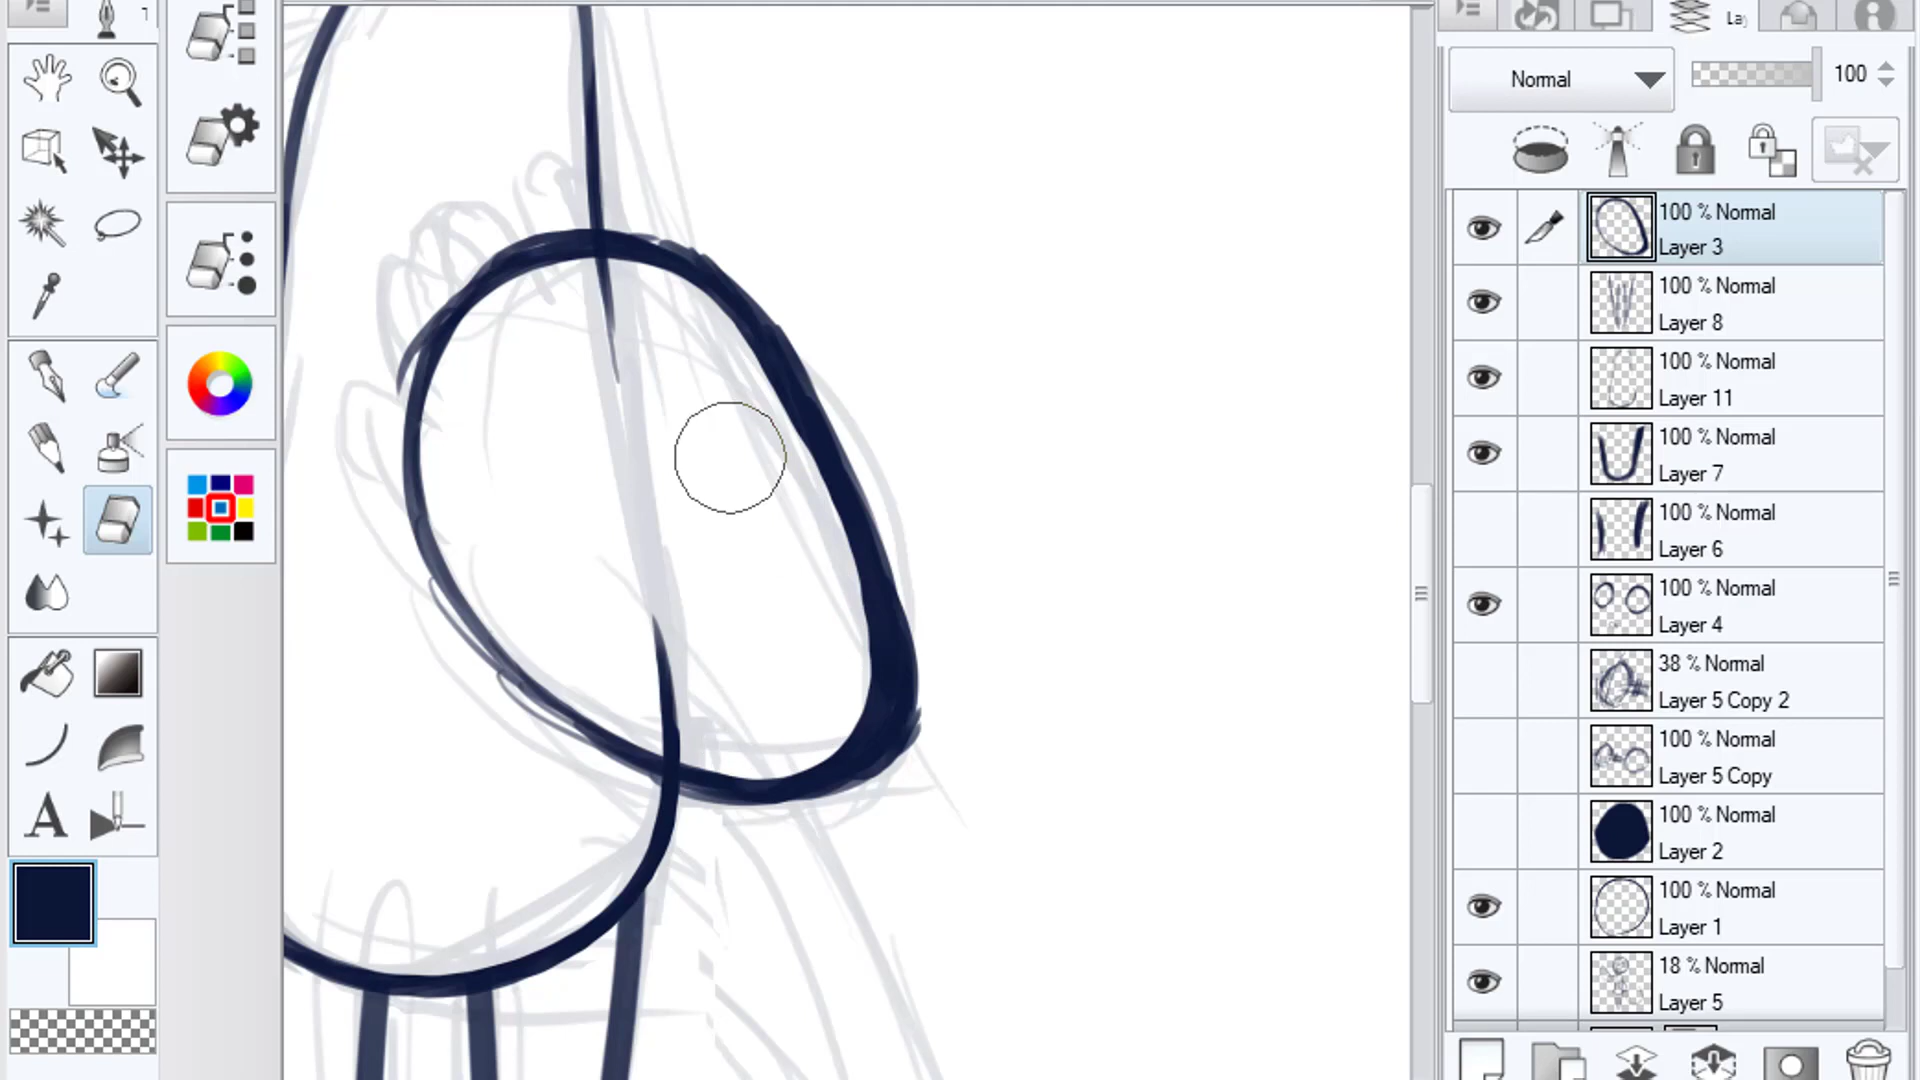 La
Normal
100
100 % Normal
Layer 3
100 % Normal
Layer 8
100 % Normal
Layer 11
100 % Normal
Layer 7
100 % Normal
Layer 6
100 % Normal
Layer 4
38 % Normal
Layer 5 Copy 2
100 % Normal
Layer 5 Copy
100 % Normal
Layer 2
100 % Normal
Layer 1
18 % Normal
Layer 5